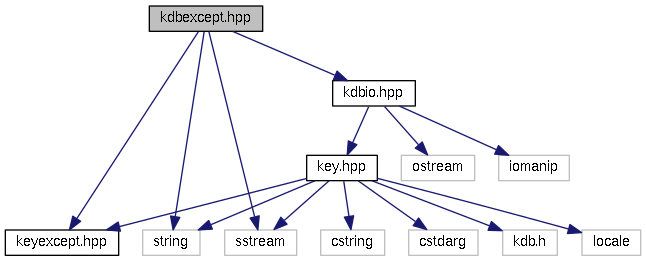 kdbexcept.hpp
kdbio.hpp
key.hpp
ostream
iomanip
keyexcept.hpp
string
sstream
cstring
cstdarg
kdb.h
locale